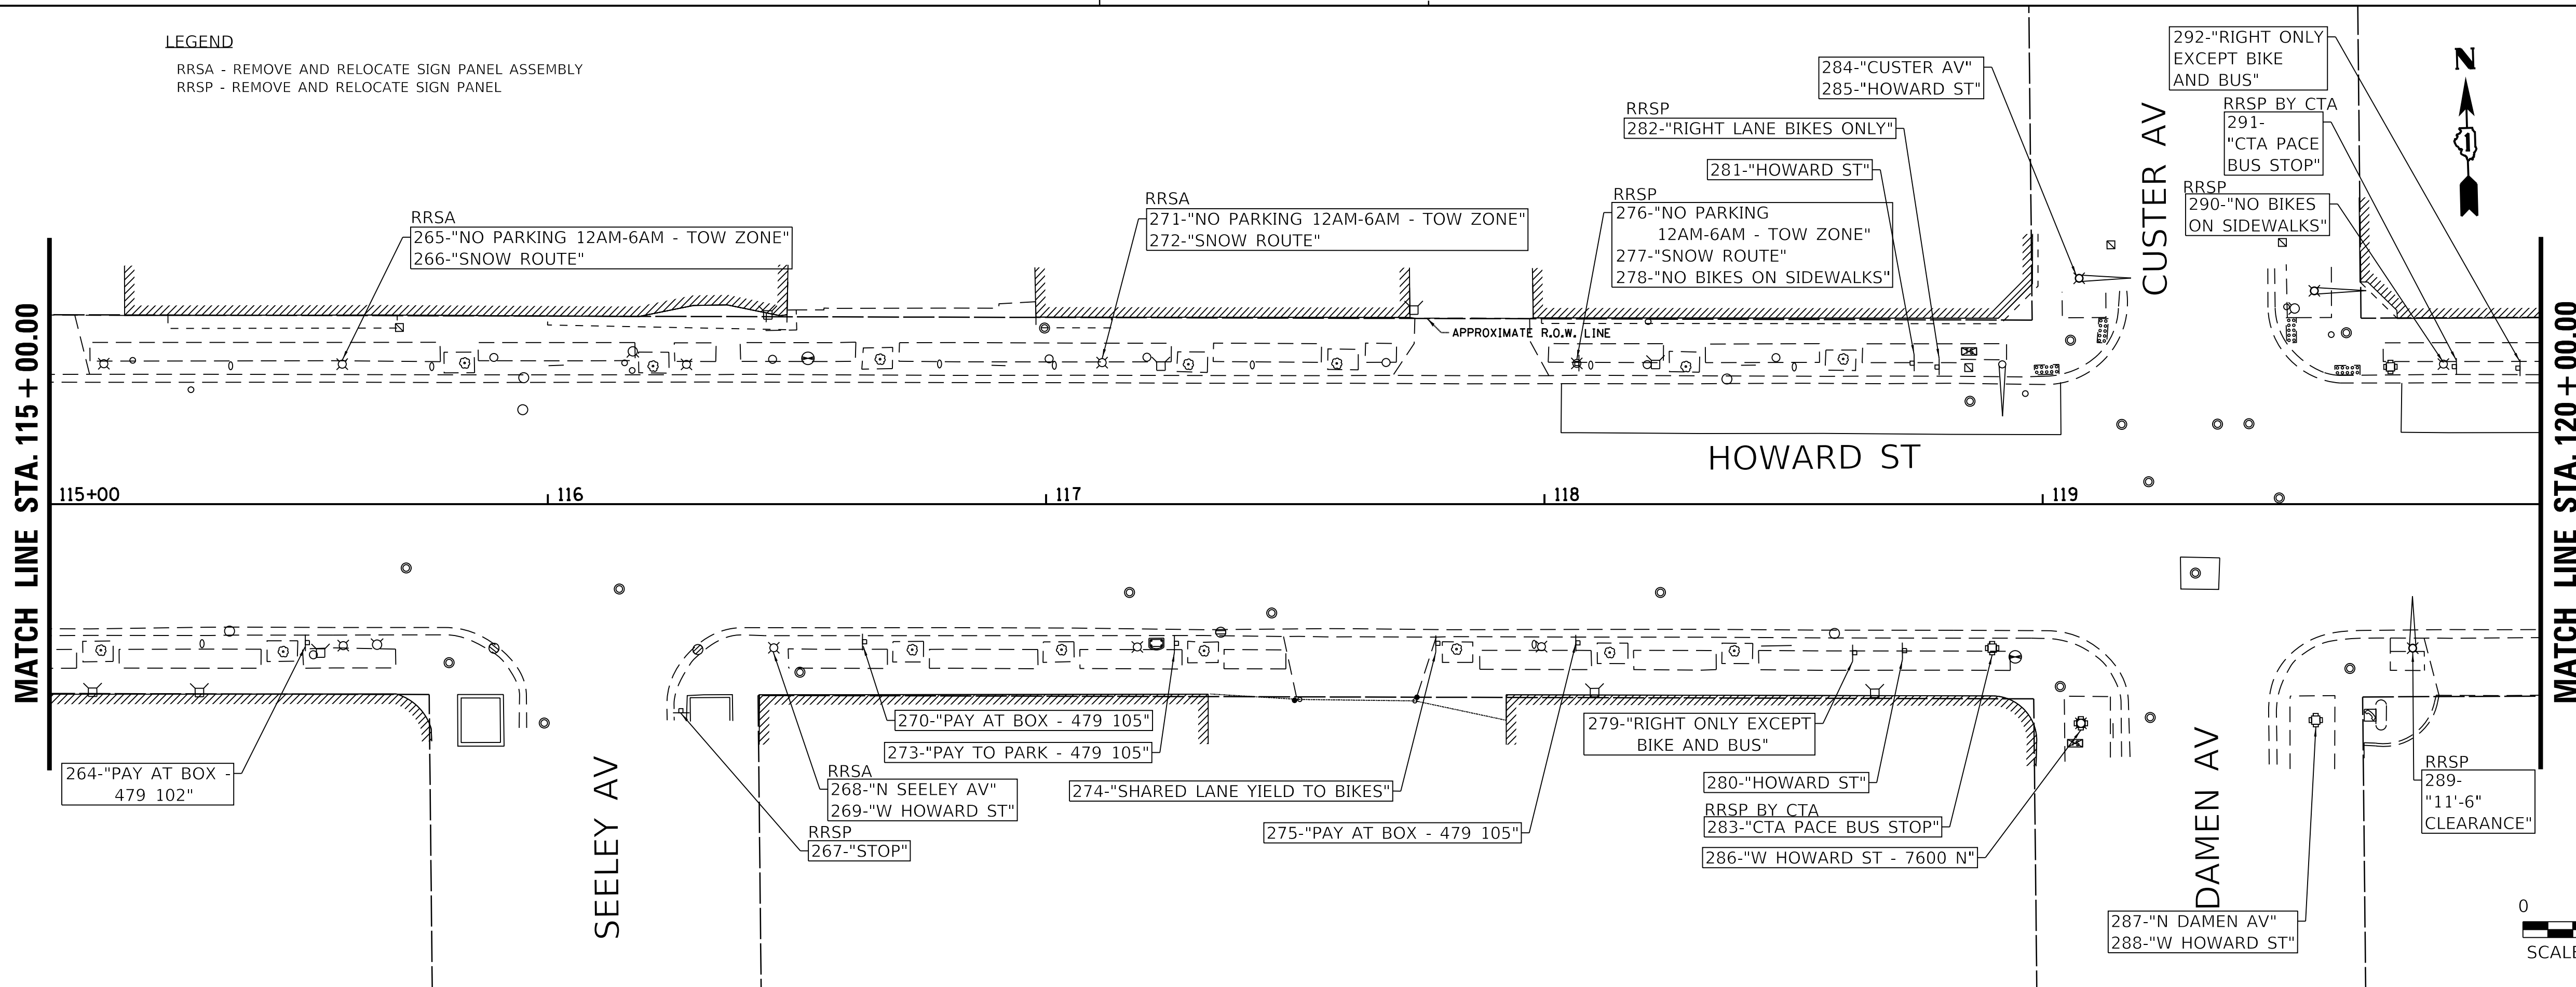 LEGEND
RRSA - REMOVE AND RELOCATE SIGN PANEL ASSEMBLY
RRSP - REMOVE AND RELOCATE SIGN PANEL
MATCH LINE STA. 115+00.00
RRSA
265-"NO PARKING 12AM-6AM - TOW ZONE"
266-"SNOW ROUTE"
RRSA
271-"NO PARKING 12AM-6AM - TOW ZONE"
272-"SNOW ROUTE"
RRSP
276-"NO PARKING
12AM-6AM - TOW ZONE"
277-"SNOW ROUTE"
278-"NO BIKES ON SIDEWALKS"
281-"HOWARD ST"
RRSP
282-"RIGHT LANE BIKES ONLY"
284-"CUSTER AV"
285-"HOWARD ST"
CUSTER AV
292-"RIGHT ONLY
EXCEPT BIKE
AND BUS"
RRSP BY CTA
291-
"CTA PACE
BUS STOP"
RRSP
290-"NO BIKES
ON SIDEWALKS"
N
1
APPROXIMATE R.O.W. LINE
HOWARD ST
115+00
116
117
118
119
MATCH LINE STA. 120+00.00
264-"PAY AT BOX -
479 102"
SEELEY AV
270-"PAY AT BOX - 479 105"
273-"PAY TO PARK - 479 105"
RRSA
268-"N SEELEY AV"
269-"W HOWARD ST"
RRSP
267-"STOP"
274-"SHARED LANE YIELD TO BIKES"
275-"PAY AT BOX - 479 105"
279-"RIGHT ONLY EXCEPT
BIKE AND BUS"
280-"HOWARD ST"
RRSP BY CTA
283-"CTA PACE BUS STOP"
286-"W HOWARD ST - 7600 N"
DAMEN AV
287-"N DAMEN AV"
288-"W HOWARD ST"
RRSP
289-
"11'-6"
CLEARANCE"
0
SCALE